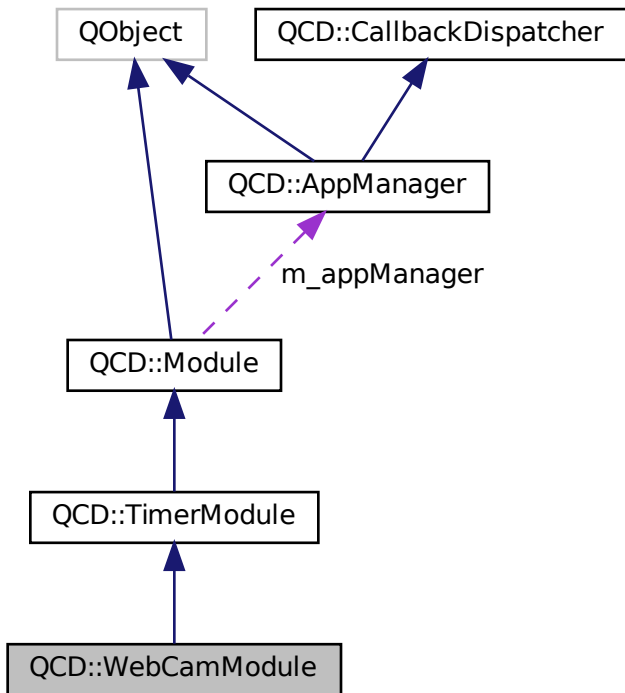 QObject
QCD::CallbackDispatcher
QCD::AppManager
m_appManager
QCD::Module
QCD::TimerModule
QCD::WebCamModule